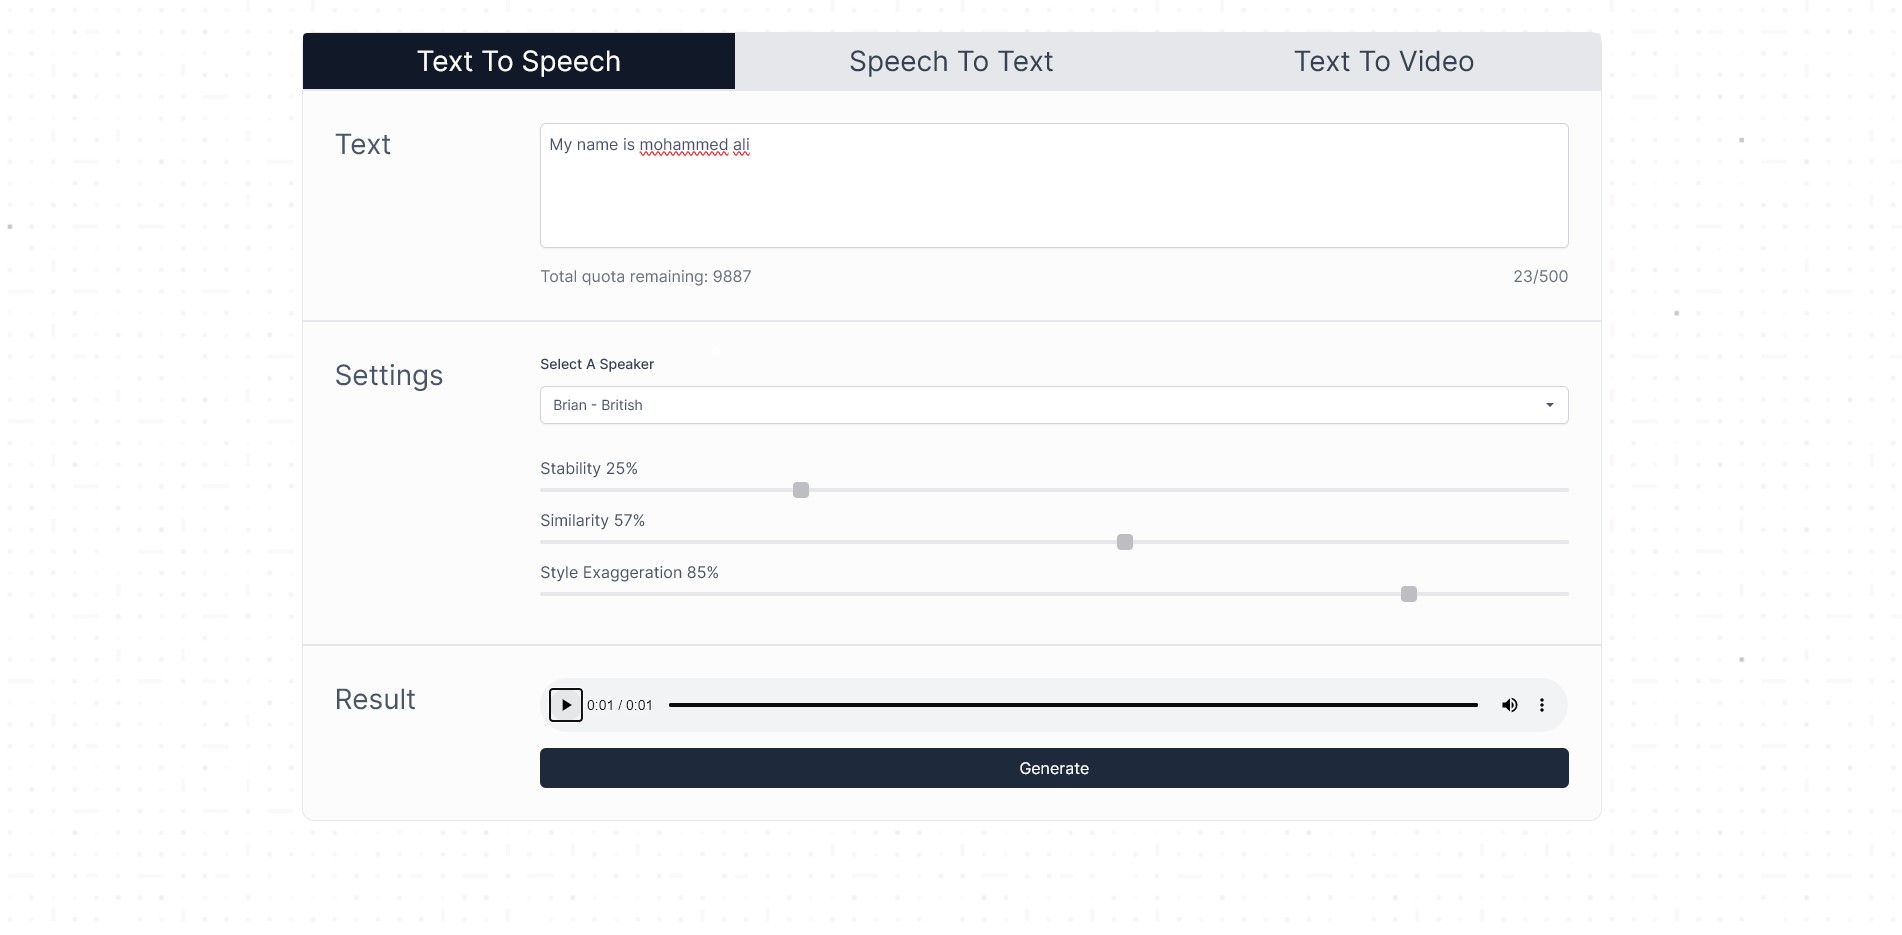 Text To Speech Speech To Text Text To Video
Text
My name is mohammed ali
Total quota remaining: 9887 23/500
Settings
Select A Speaker
Brian - British
Stability 25%
Similarity 57%
Style Exaggeration 85%
Result
0:01 / 0:01
Generate